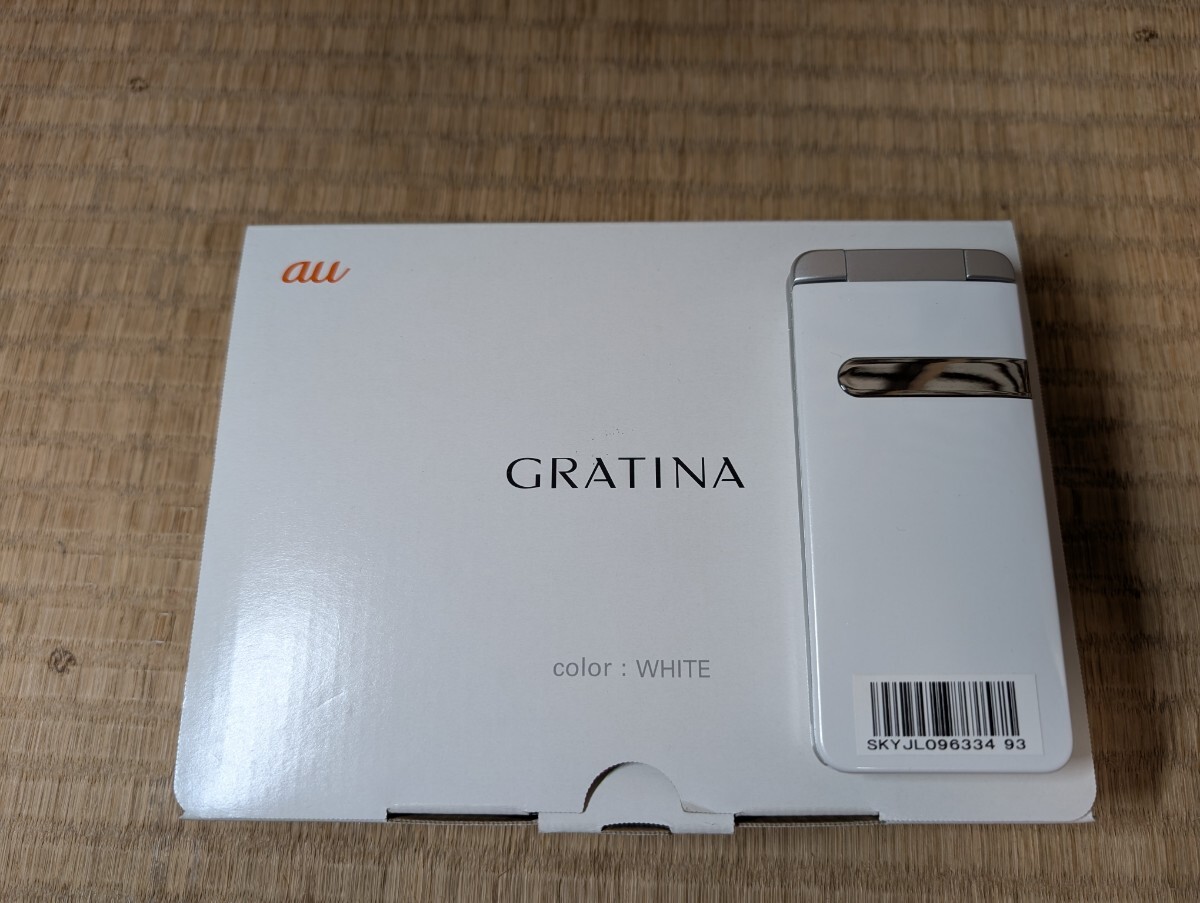 au
GRATINA
color : WHITE
SKYJL096334 93